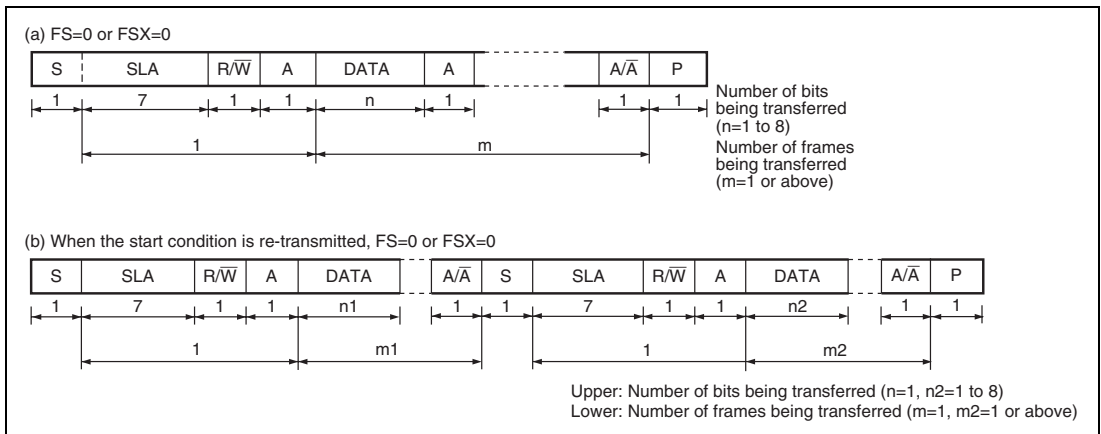 (a) FS=0 or FSX=0
S SLA R/W̅ A DATA A A/A̅ P
1 7 1 1 n 1 1 1
Number of bits
being transferred
(n=1 to 8)
1 m
Number of frames
being transferred
(m=1 or above)
(b) When the start condition is re-transmitted, FS=0 or FSX=0
S SLA R/W̅ A DATA A/A̅ S SLA R/W̅ A DATA A/A̅ P
1 7 1 1 n1 1 1 7 1 1 n2 1 1
1 m1 1 m2
Upper: Number of bits being transferred (n=1, n2=1 to 8)
Lower: Number of frames being transferred (m=1, m2=1 or above)